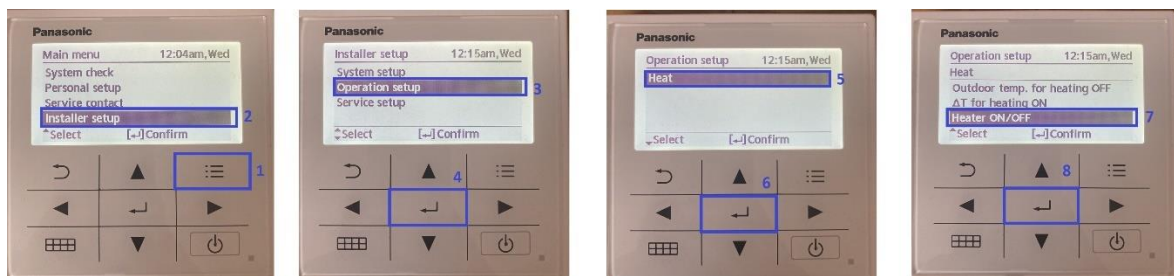 Panasonic
Main menu 12:04am,Wed
System check
Personal setup
Service contact
Installer setup 2
Select [↵]Confirm
1
Panasonic
Installer setup 12:15am,Wed
System setup
Operation setup 3
Service setup
Select [↵]Confirm
4
Panasonic
Operation setup 12:15am,Wed
Heat 5
Select [↵]Confirm
6
Panasonic
Operation setup 12:15am,Wed
Heat
Outdoor temp. for heating OFF
ΔT for heating ON
Heater ON/OFF 7
Select [↵]Confirm
8